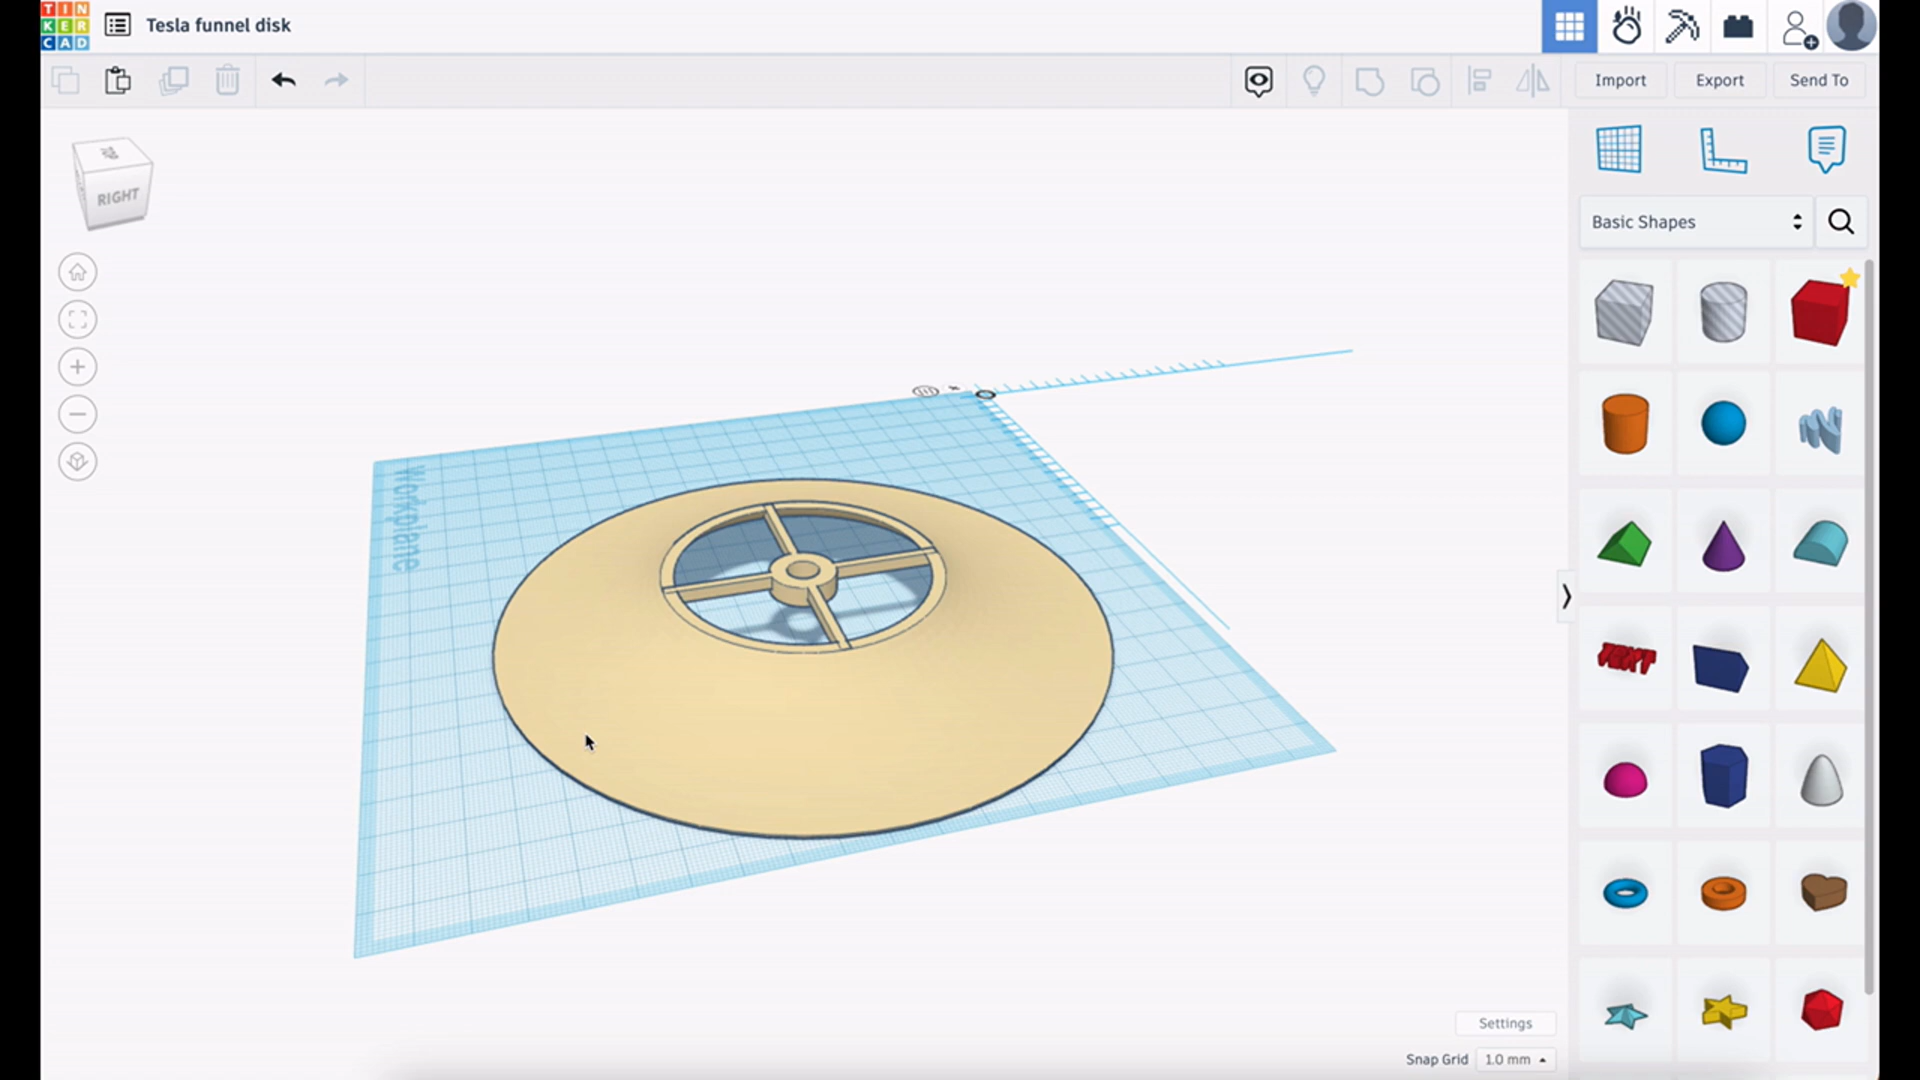 TIN
KER
CAD
Tesla funnel disk
Import
Export
Send To
RIGHT
Basic Shapes
Workplane
TEXT
Settings
Snap Grid
1.0 mm